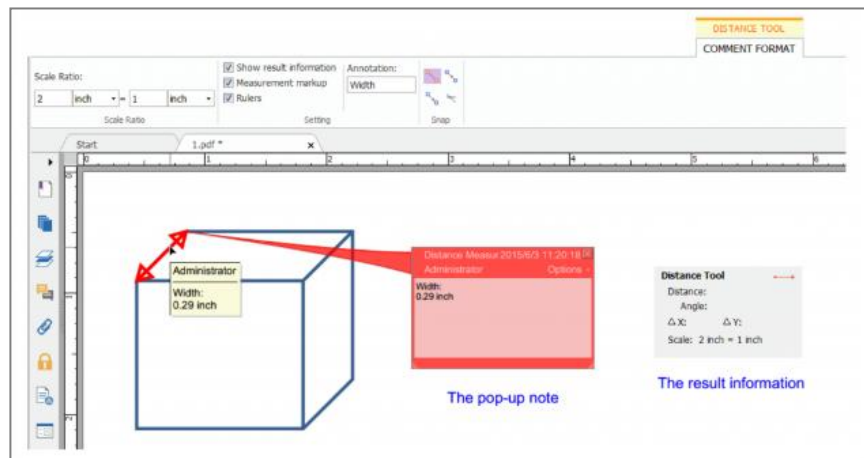 DISTANCE TOOL
COMMENT FORMAT
Scale Ratio:
2 inch = 1 inch
Scale Ratio
Show result information
Measurement markup
Rulers
Setting
Annotation:
Width
Snap
Start
1.pdf * x
0 1 2 3 4 5 6
0
1
2
Administrator
Width:
0.29 inch
Distance Measur 2015/6/3 11:20:18
Administrator Options
Width:
0.29 inch
The pop-up note
Distance Tool
Distance:
Angle:
△ X: △ Y:
Scale: 2 inch = 1 inch
The result information